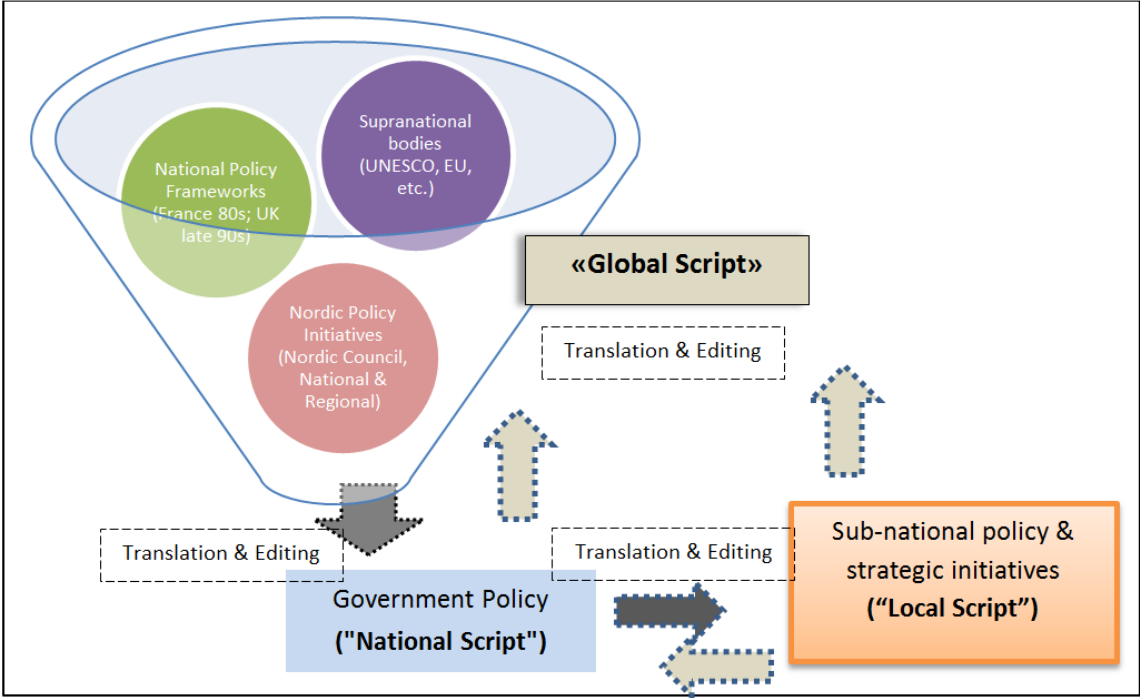 Supranational
bodies
(UNESCO, EU,
etc.)
National Policy
Frameworks
(France 80s; UK
late 90s)
«Global Script»
Nordic Policy
Initiatives
(Nordic Council,
National &
Regional)
Translation & Editing
Translation & Editing
Translation & Editing
Government Policy
("National Script")
Sub-national policy &
strategic initiatives
(“Local Script”)